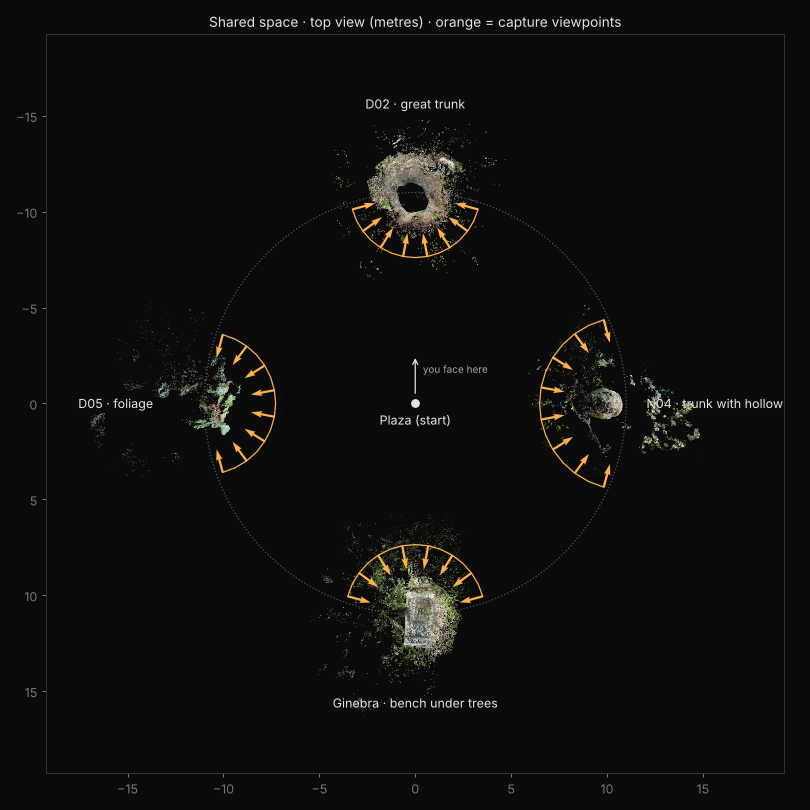 Shared space · top view (metres) · orange = capture viewpoints
D02 · great trunk
−15
−10
−5
you face here
D05 · foliage
0
N04 · trunk with hollow
Plaza (start)
5
10
15
Ginebra · bench under trees
−15
−10
−5
0
5
10
15